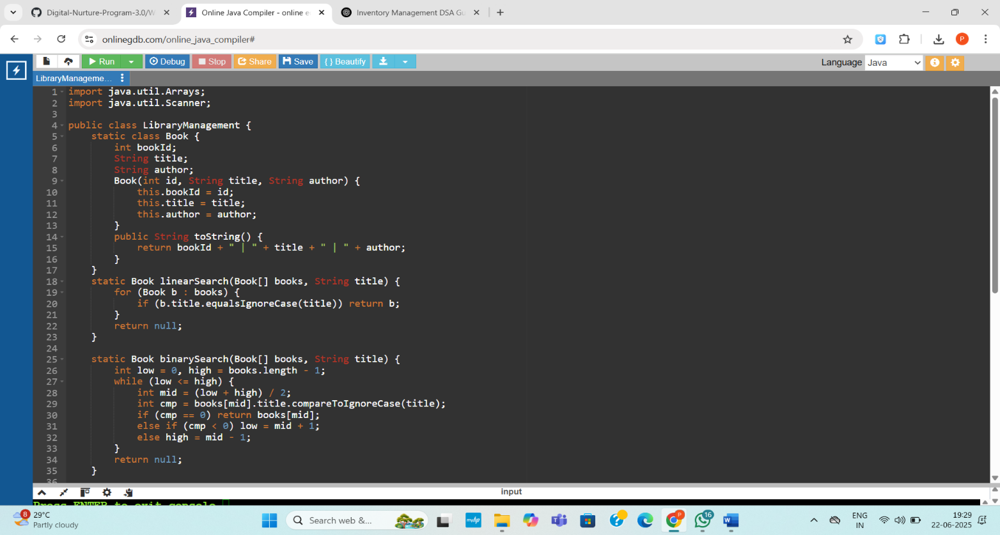 Digital-Nurture-Program-3.0/W
Online Java Compiler - online e
Inventory Management DSA Gu
onlinegdb.com/online_java_compiler#
P
Run
Debug
Stop
Share
Save
{ } Beautify
Language
Java
LibraryManageme...
1 import java.util.Arrays;
2 import java.util.Scanner;
3
4 public class LibraryManagement {
5 static class Book {
6 int bookId;
7 String title;
8 String author;
9 Book(int id, String title, String author) {
10 this.bookId = id;
11 this.title = title;
12 this.author = author;
13 }
14 public String toString() {
15 return bookId + " | " + title + " | " + author;
16 }
17 }
18 static Book linearSearch(Book[] books, String title) {
19 for (Book b : books) {
20 if (b.title.equalsIgnoreCase(title)) return b;
21 }
22 return null;
23 }
24
25 static Book binarySearch(Book[] books, String title) {
26 int low = 0, high = books.length - 1;
27 while (low <= high) {
28 int mid = (low + high) / 2;
29 int cmp = books[mid].title.compareToIgnoreCase(title);
30 if (cmp == 0) return books[mid];
31 else if (cmp < 0) low = mid + 1;
32 else high = mid - 1;
33 }
34 return null;
35 }
36
input
Press ENTER to exit console.
8
29°C
Partly cloudy
Search web &...
myhp
P
16
ENG
IN
19:29
22-06-2025